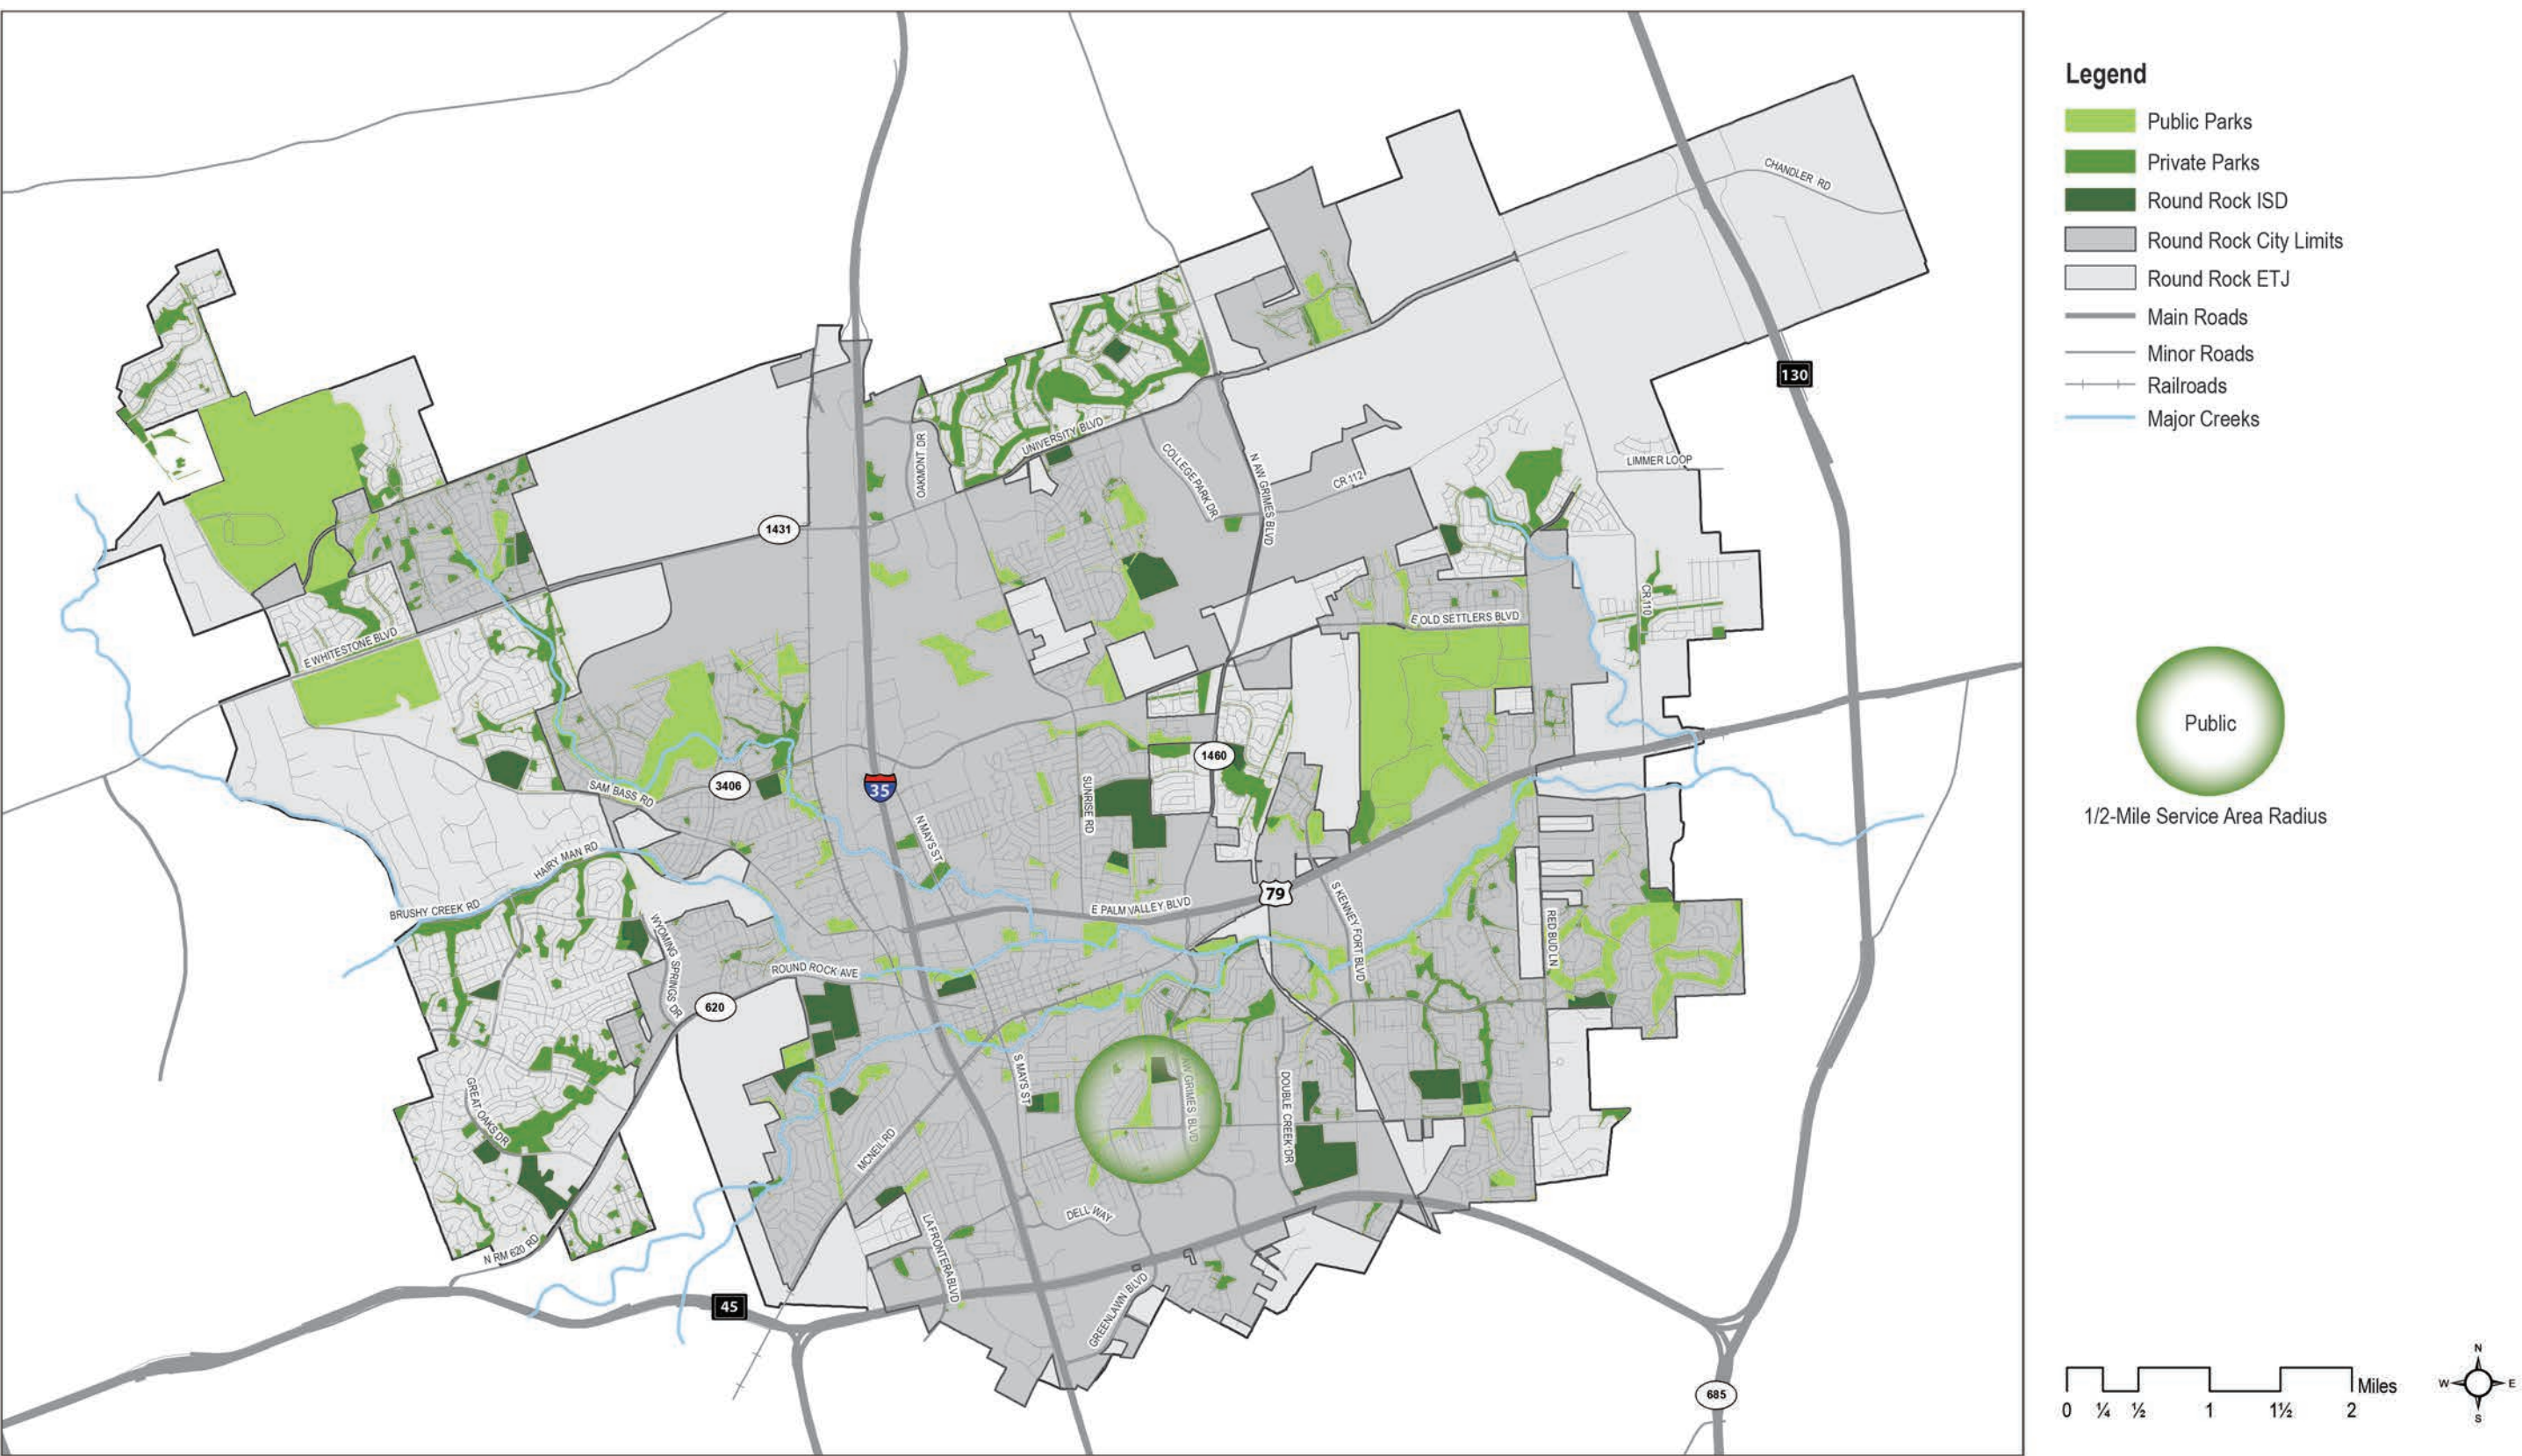 Legend
Public Parks
Private Parks
Round Rock ISD
Round Rock City Limits
Round Rock ETJ
Main Roads
Minor Roads
Railroads
Major Creeks
Public
1/2-Mile Service Area Radius
0 ¼ ½ 1 1½ 2 Miles
N
W E
S
CHANDLER RD
130
OAKMONT DR
UNIVERSITY BLVD
COLLEGE PARK DR
N AW GRIMES BLVD
CR 112
LIMMER LOOP
1431
CR 110
E OLD SETTLERS BLVD
E WHITESTONE BLVD
1460
SAM BASS RD
3406
35
SUNRISE RD
N MAYS ST
HAIRY MAN RD
BRUSHY CREEK RD
79
E PALM VALLEY BLVD
S KENNEY FORT BLVD
RED BUD LN
WYOMING SPRINGS DR
ROUND ROCK AVE
620
S MAYS ST
AW GRIMES BLVD
DOUBLE CREEK DR
GREAT OAKS DR
MCNEIL RD
DELL WAY
LA FRONTERA BLVD
N RM 620 RD
GREENLAWN BLVD
45
685